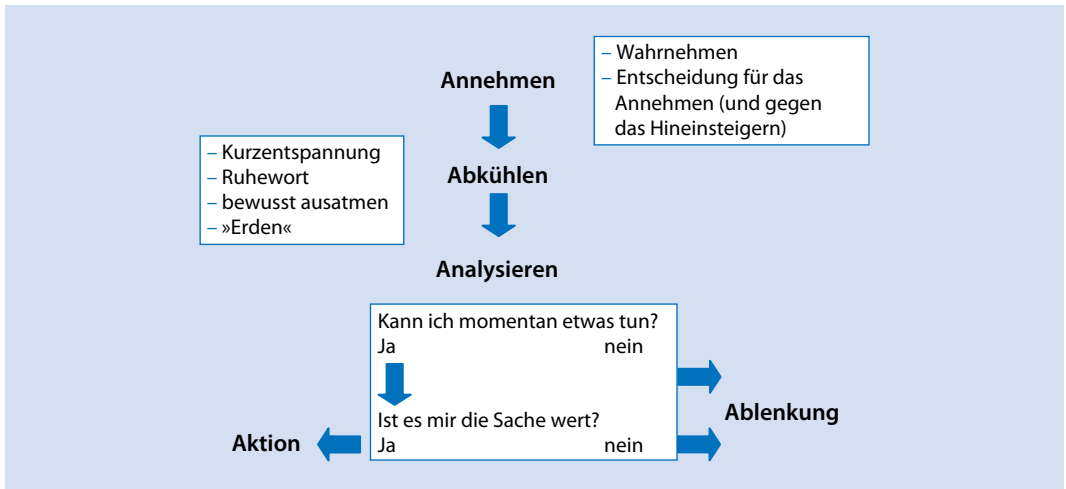 Annehmen
– Wahrnehmen
– Entscheidung für das
Annehmen (und gegen
das Hineinsteigern)
Abkühlen
– Kurzentspannung
– Ruhewort
– bewusst ausatmen
– »Erden«
Analysieren
Kann ich momentan etwas tun?
Ja nein
Ist es mir die Sache wert?
Ja nein
Ablenkung
Aktion